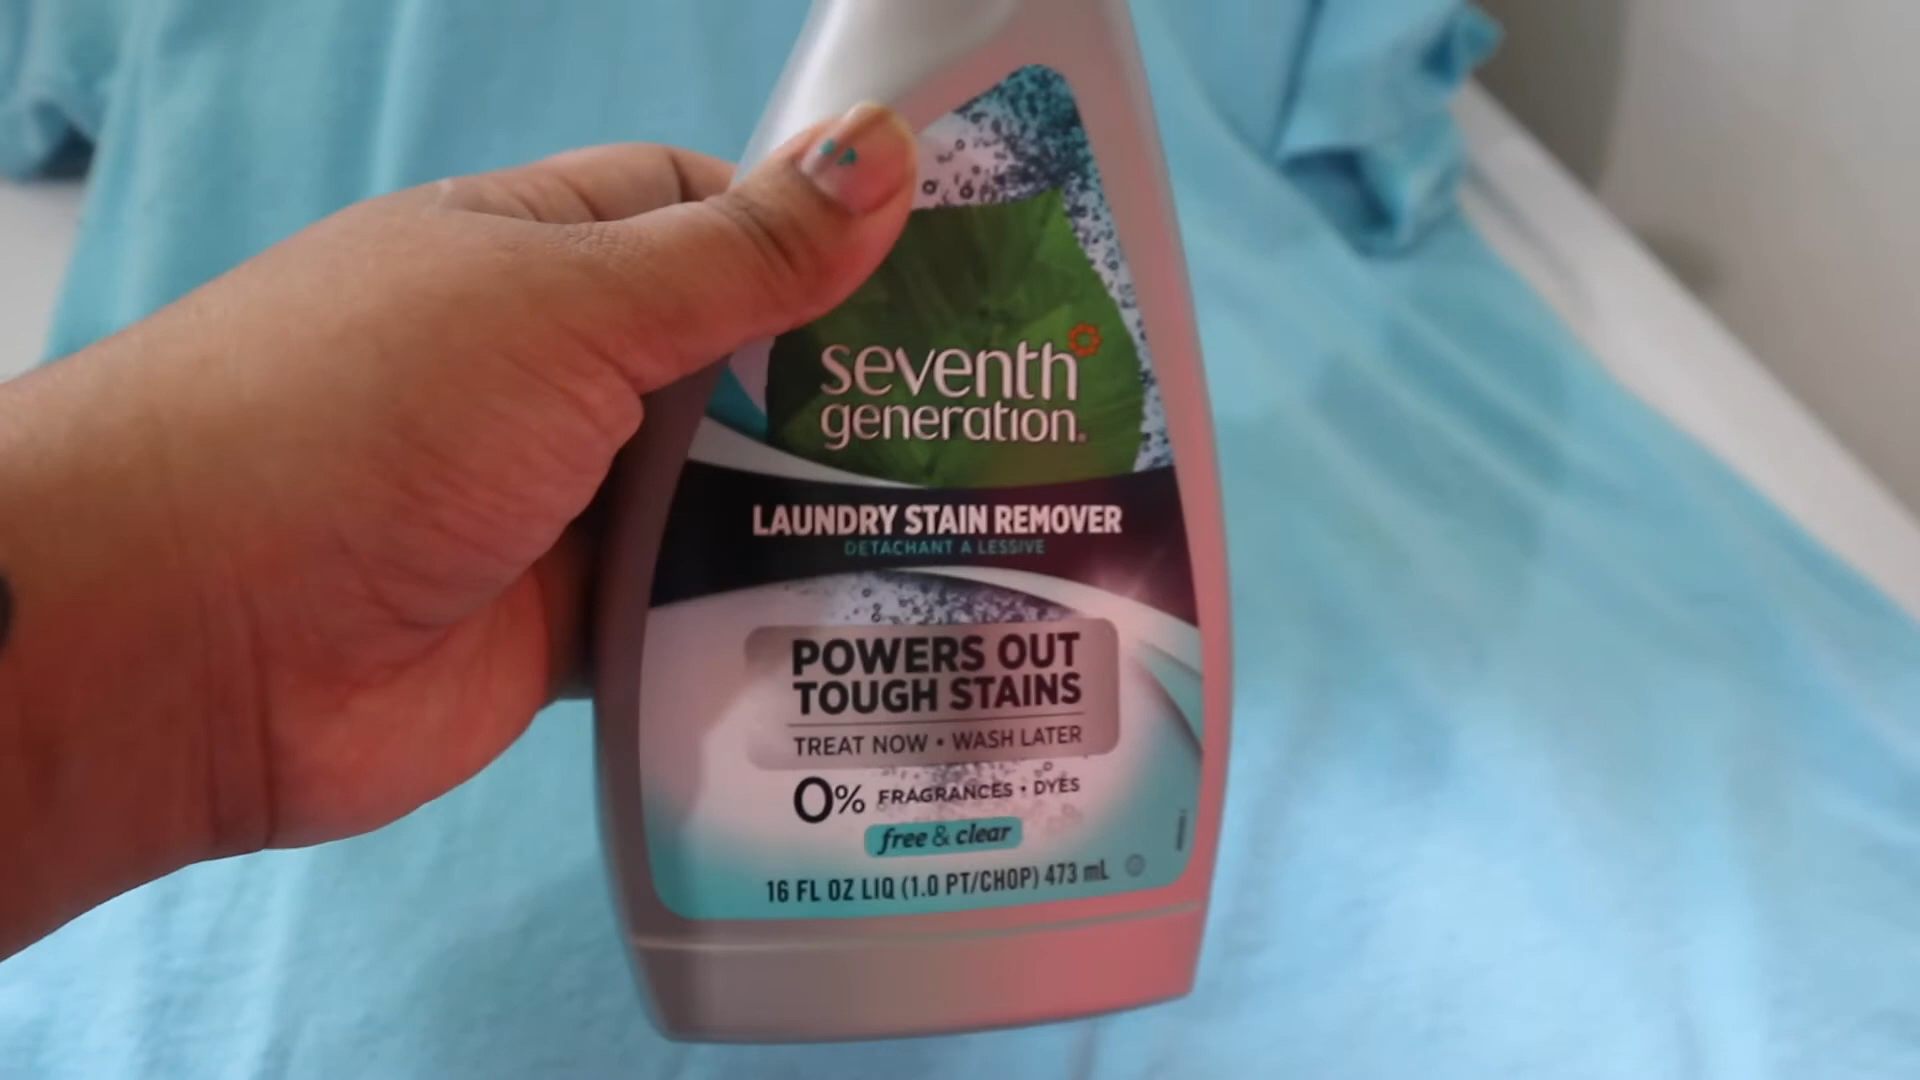 seventh
generation.
LAUNDRY STAIN REMOVER
DETACHANT A LESSIVE
POWERS OUT
TOUGH STAINS
TREAT NOW • WASH LATER
0% FRAGRANCES • DYES
free & clear
16 FL OZ LIQ (1.0 PT/CHOP) 473 mL